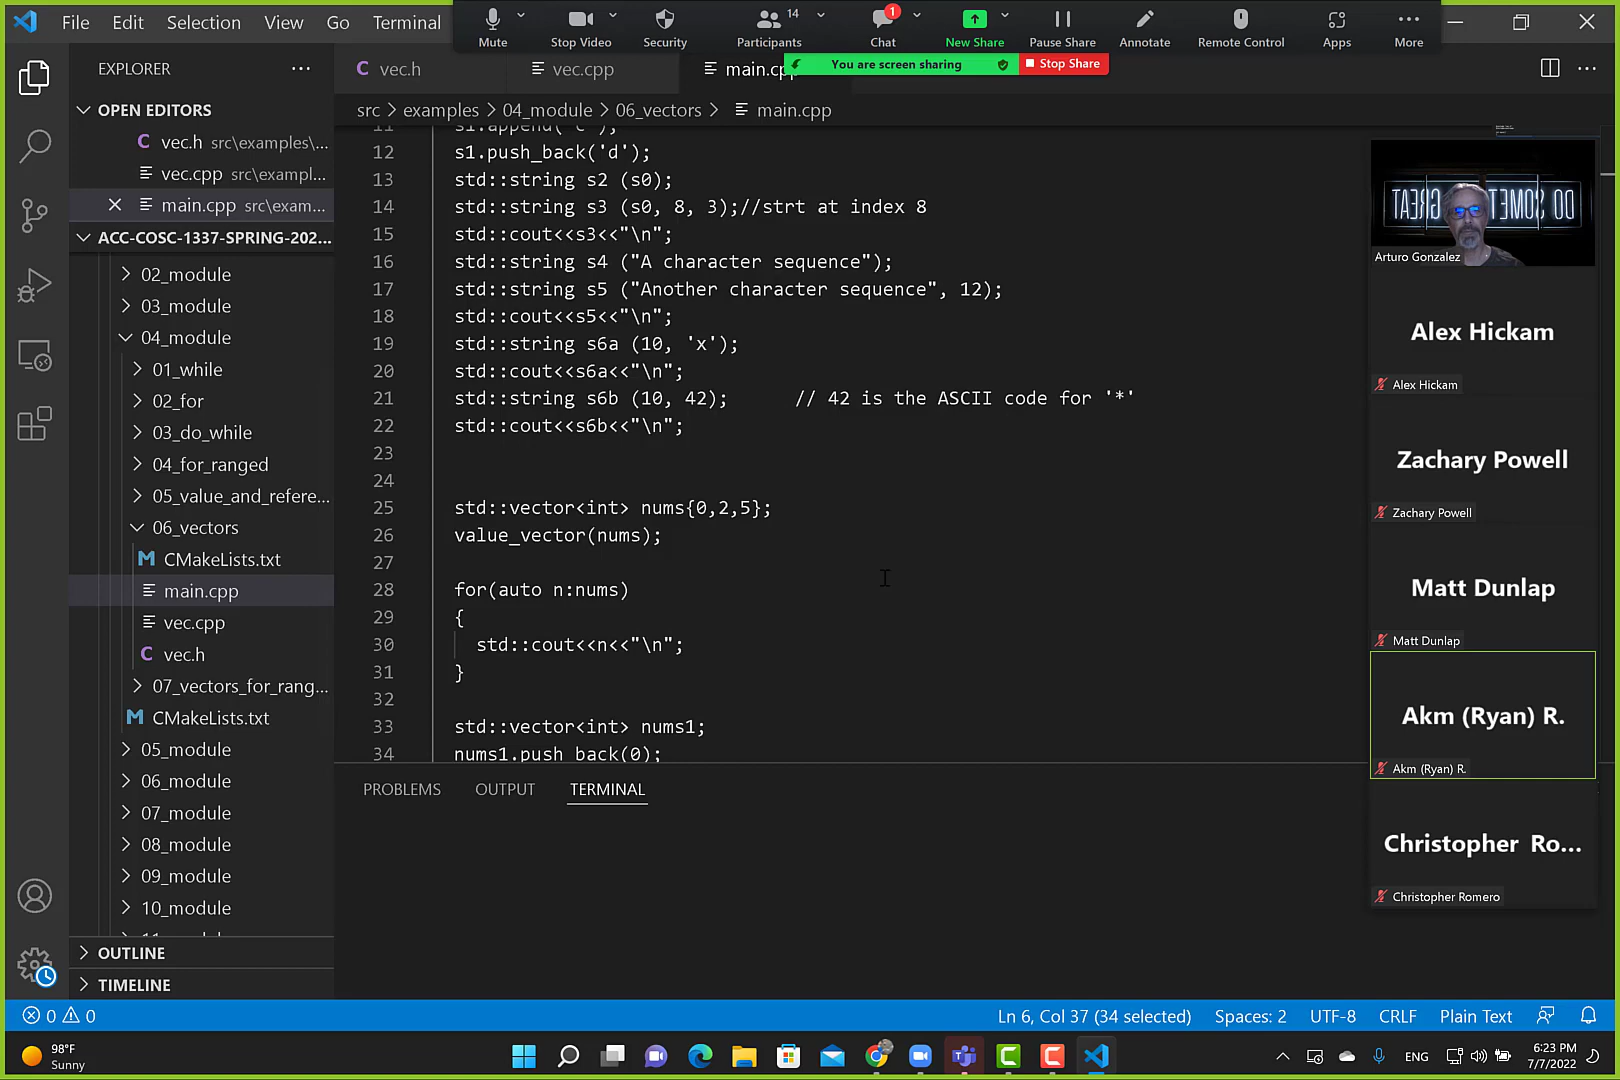 File Edit Selection View Go Terminal
Mute
Stop Video
Security
Participants 14
Chat 1
New Share
Pause Share
Annotate
Remote Control
Apps
More
You are screen sharing
Stop Share
EXPLORER
OPEN EDITORS
vec.h src\examples\...
vec.cpp src\exampl...
main.cpp src\exam...
ACC-COSC-1337-SPRING-202...
02_module
03_module
04_module
01_while
02_for
03_do_while
04_for_ranged
05_value_and_refere...
06_vectors
CMakeLists.txt
main.cpp
vec.cpp
vec.h
07_vectors_for_rang...
CMakeLists.txt
05_module
06_module
07_module
08_module
09_module
10_module
OUTLINE
TIMELINE
vec.h
vec.cpp
main.cpp
src > examples > 04_module > 06_vectors > main.cpp
11 s1.append("c");
12 s1.push_back('d');
13 std::string s2 (s0);
14 std::string s3 (s0, 8, 3);//strt at index 8
15 std::cout<<s3<<"\n";
16 std::string s4 ("A character sequence");
17 std::string s5 ("Another character sequence", 12);
18 std::cout<<s5<<"\n";
19 std::string s6a (10, 'x');
20 std::cout<<s6a<<"\n";
21 std::string s6b (10, 42); // 42 is the ASCII code for '*'
22 std::cout<<s6b<<"\n";
23
24
25 std::vector<int> nums{0,2,5};
26 value_vector(nums);
27
28 for(auto n:nums)
29 {
30 std::cout<<n<<"\n";
31 }
32
33 std::vector<int> nums1;
34 nums1.push_back(0);
PROBLEMS OUTPUT TERMINAL
DO SOMETHING GREAT
Arturo Gonzalez
Alex Hickam
Alex Hickam
Zachary Powell
Zachary Powell
Matt Dunlap
Matt Dunlap
Akm (Ryan) R.
Akm (Ryan) R.
Christopher Ro...
Christopher Romero
0 0
Ln 6, Col 37 (34 selected) Spaces: 2 UTF-8 CRLF Plain Text
98°F
Sunny
ENG
6:23 PM
7/7/2022